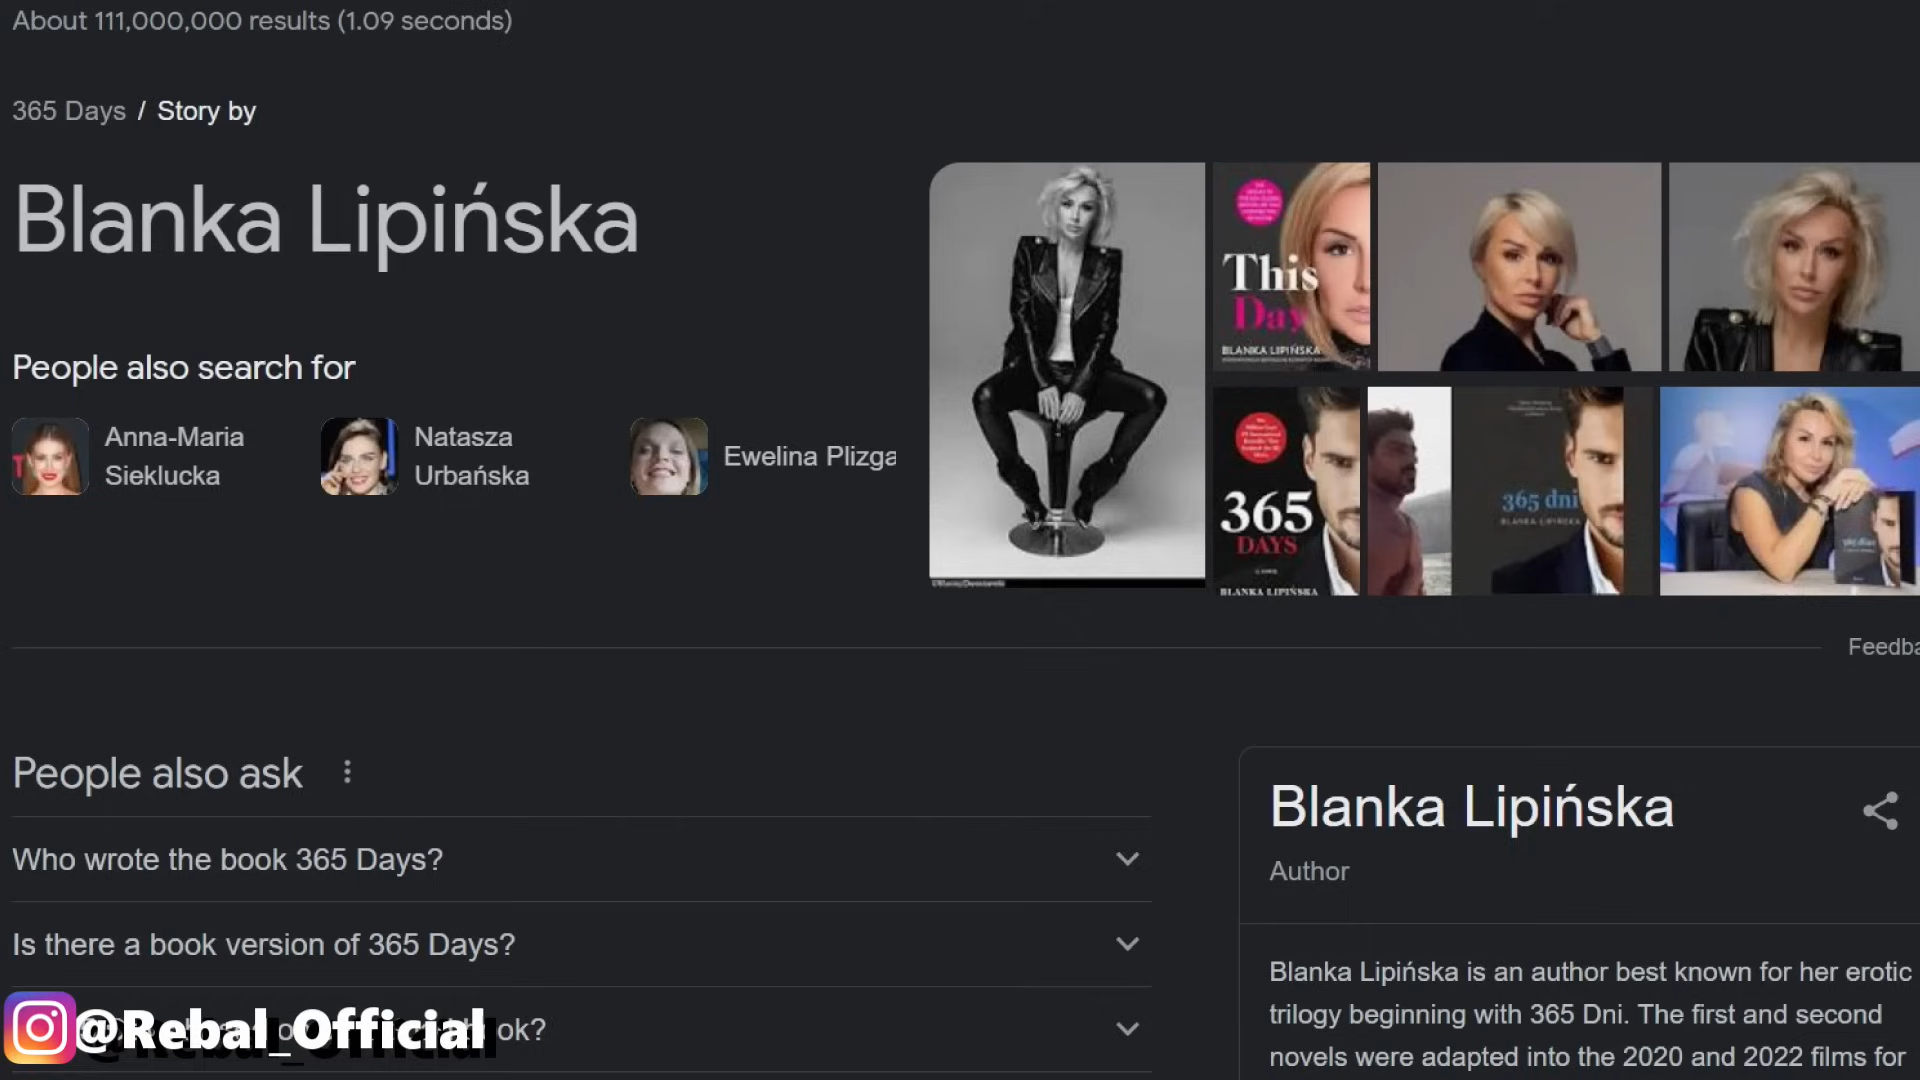 About 111,000,000 results (1.09 seconds)
365 Days / Story by
Blanka Lipińska
People also search for
Anna-Maria
Sieklucka
Natasza
Urbańska
Ewelina Plizga
This
Day
BLANKA LIPIŃSKA
365
DAYS
BLANKA LIPIŃSKA
365 dni
BLANKA LIPIŃSKA
Feedba
People also ask
Who wrote the book 365 Days?
Is there a book version of 365 Days?
ok?
@Rebal_Official
Blanka Lipińska
Author
Blanka Lipińska is an author best known for her erotic
trilogy beginning with 365 Dni. The first and second
novels were adapted into the 2020 and 2022 films for